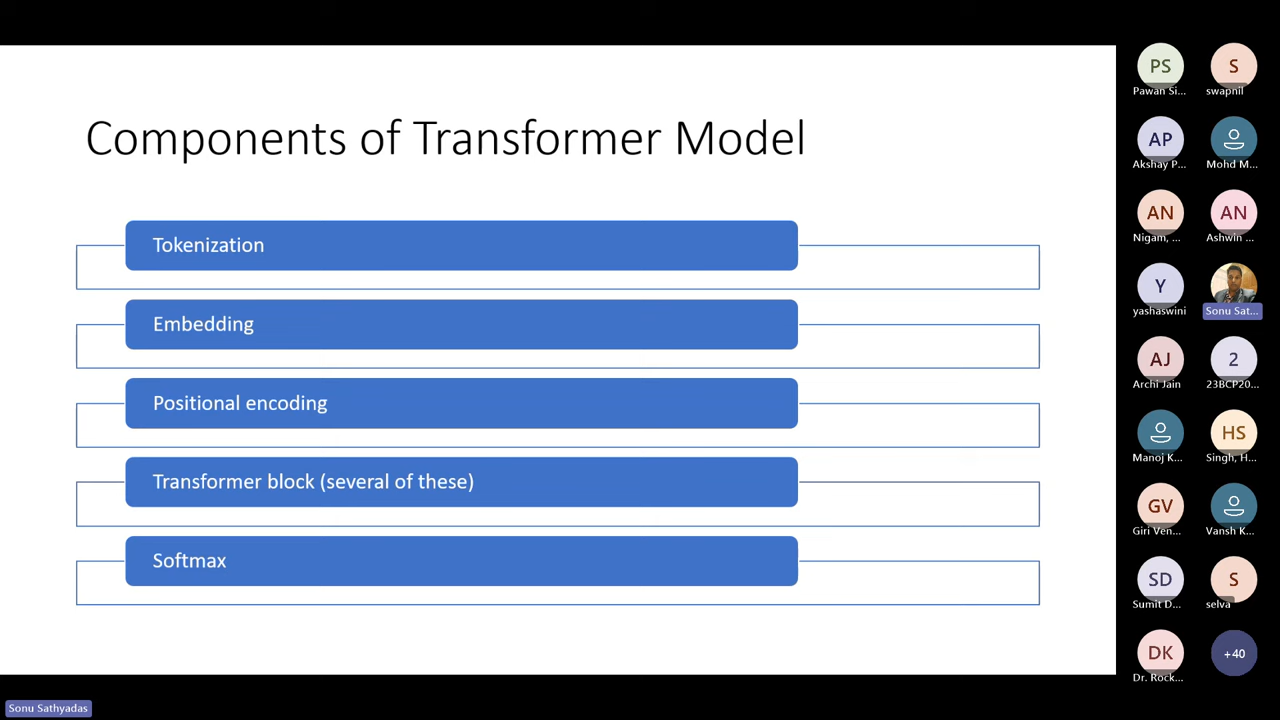 Components of Transformer Model
Tokenization
Embedding
Positional encoding
Transformer block (several of these)
Softmax
PS
Pawan Si...
S
swapnil
AP
Akshay P...
Mohd M...
AN
Nigam, ...
AN
Ashwin ...
Y
yashaswini
Sonu Sat...
AJ
Archi Jain
2
23BCP20...
Manoj K...
HS
Singh, H...
GV
Giri Ven...
Vansh K...
SD
Sumit D...
S
selva
DK
Dr. Rock...
+40
Sonu Sathyadas